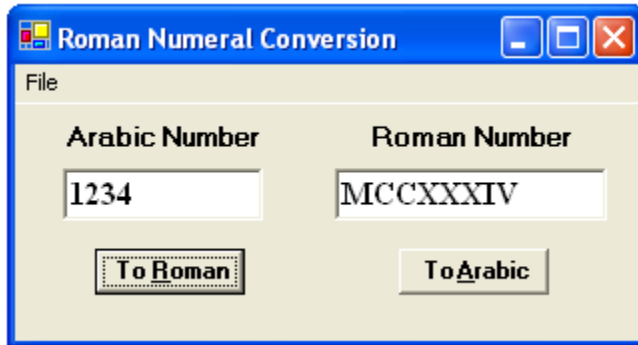 Roman Numeral Conversion
File
Arabic Number Roman Number
1234 MCCXXXIV
To Roman To Arabic